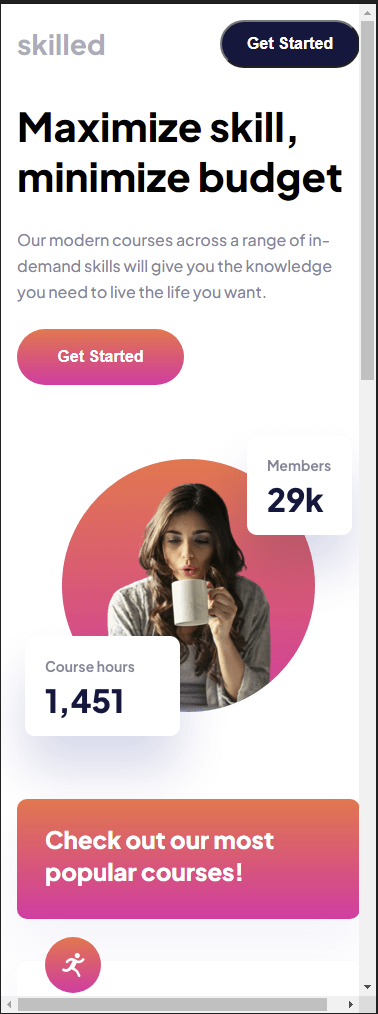 skilled
Get Started
Maximize skill,
minimize budget
Our modern courses across a range of in-
demand skills will give you the knowledge
you need to live the life you want.
Get Started
Members
29k
Course hours
1,451
Check out our most
popular courses!